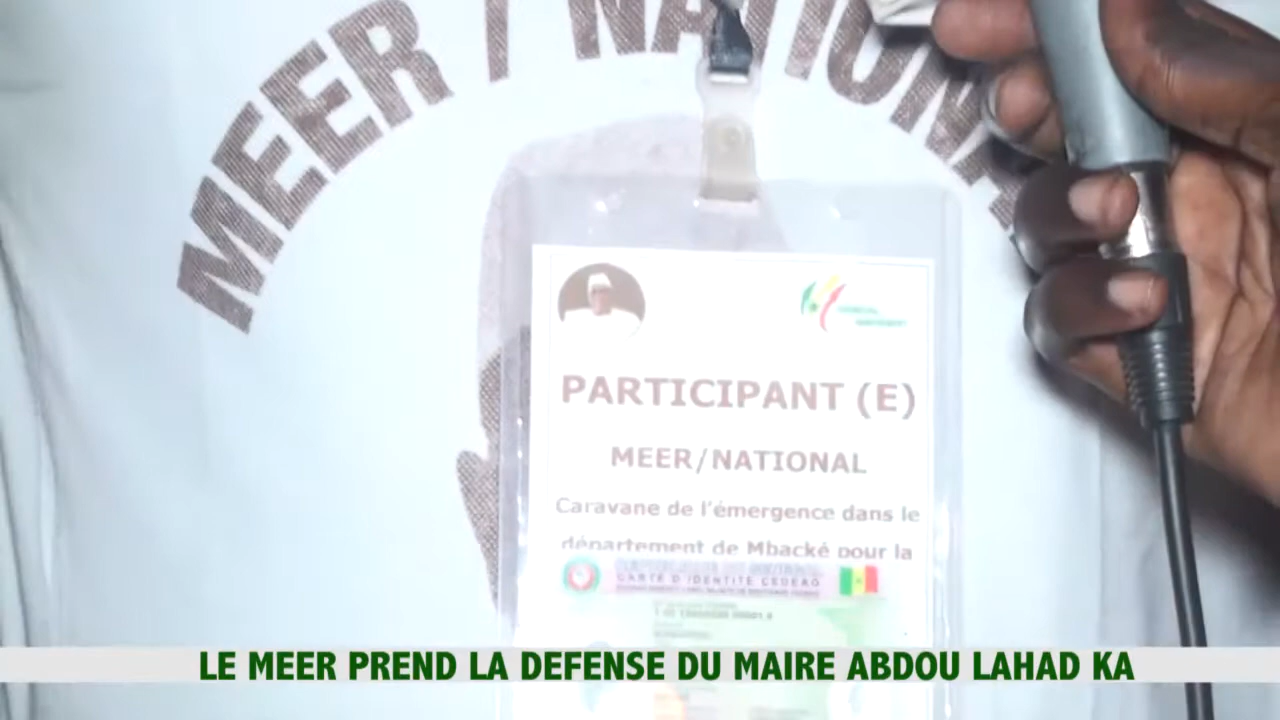 MEER / NATIONA
PARTICIPANT (E)
MEER/NATIONAL
Caravane de l'émergence dans le
département de Mbacké pour la
CARTE D'IDENTITE CEDEAO
LE MEER PREND LA DEFENSE DU MAIRE ABDOU LAHAD KA